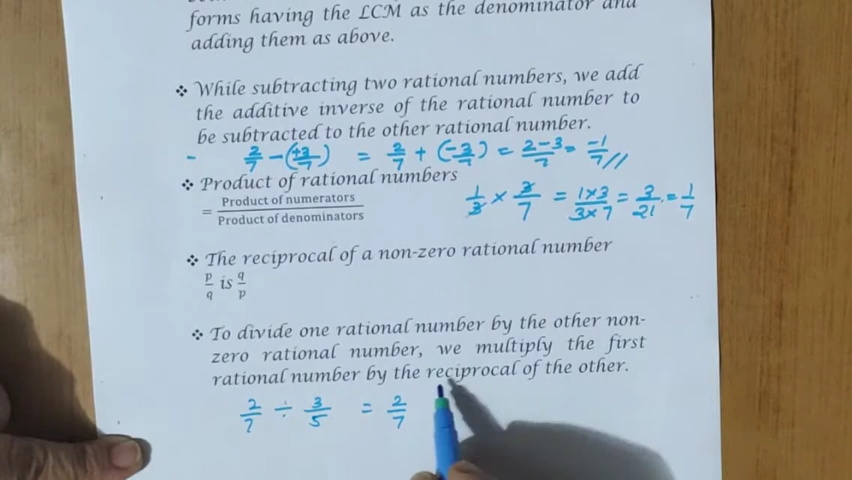 forms having the LCM as the denominator and
adding them as above.
❖ While subtracting two rational numbers, we add
the additive inverse of the rational number to
be subtracted to the other rational number.
- 2/7 - (+3/7) = 2/7 + (-3/7) = 2-3/7 = -1/7 //
❖ Product of rational numbers
= Product of numerators / Product of denominators
1/3 × 3/7 = 1×3/3×7 = 3/21 = 1/7
❖ The reciprocal of a non-zero rational number
p/q is q/p
❖ To divide one rational number by the other non-
zero rational number, we multiply the first
rational number by the reciprocal of the other.
2/7 ÷ 3/5 = 2/7